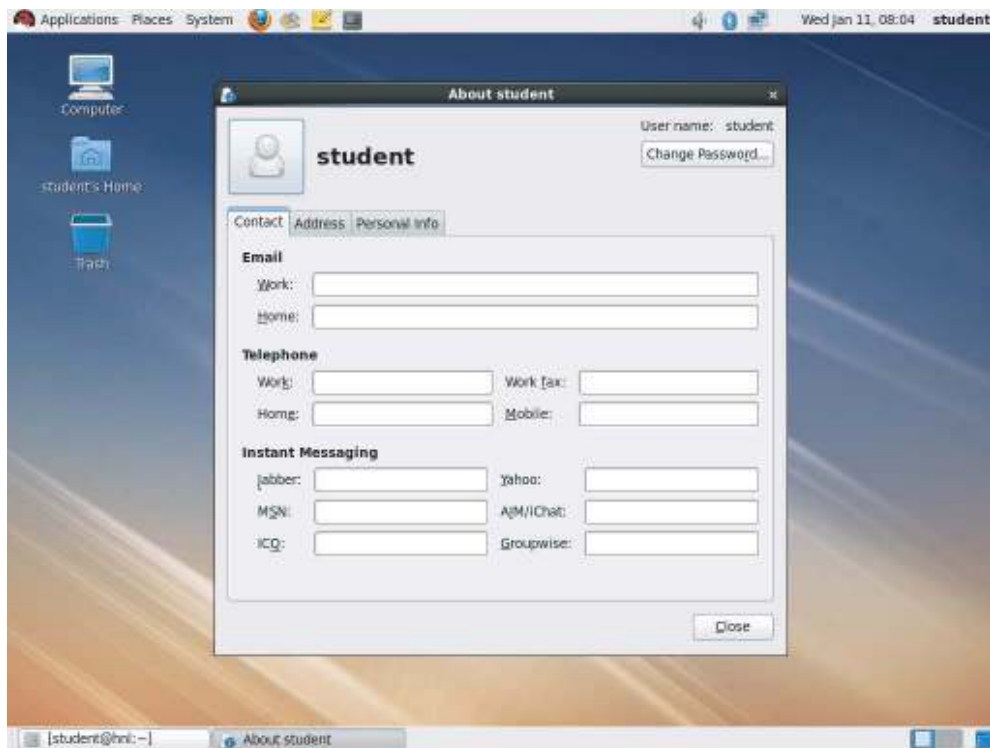 Applications Places System Wed Jan 11, 08:04 student
Computer
student's Home
Trash
About student
User name: student
student
Change Password...
Contact Address Personal Info
Email
Work:
Home:
Telephone
Work: Work fax:
Home: Mobile:
Instant Messaging
Jabber: Yahoo:
MSN: AIM/iChat:
ICQ: Groupwise:
Close
[student@hnl:~] About student